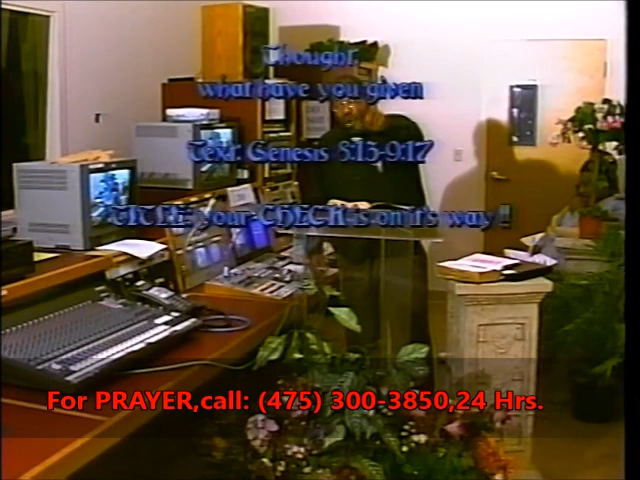 Thought:
what have you given
Text: Genesis 8:13-9:17
TITLE: your CHECK is on it's way !!
For PRAYER,call: (475) 300-3850,24 Hrs.